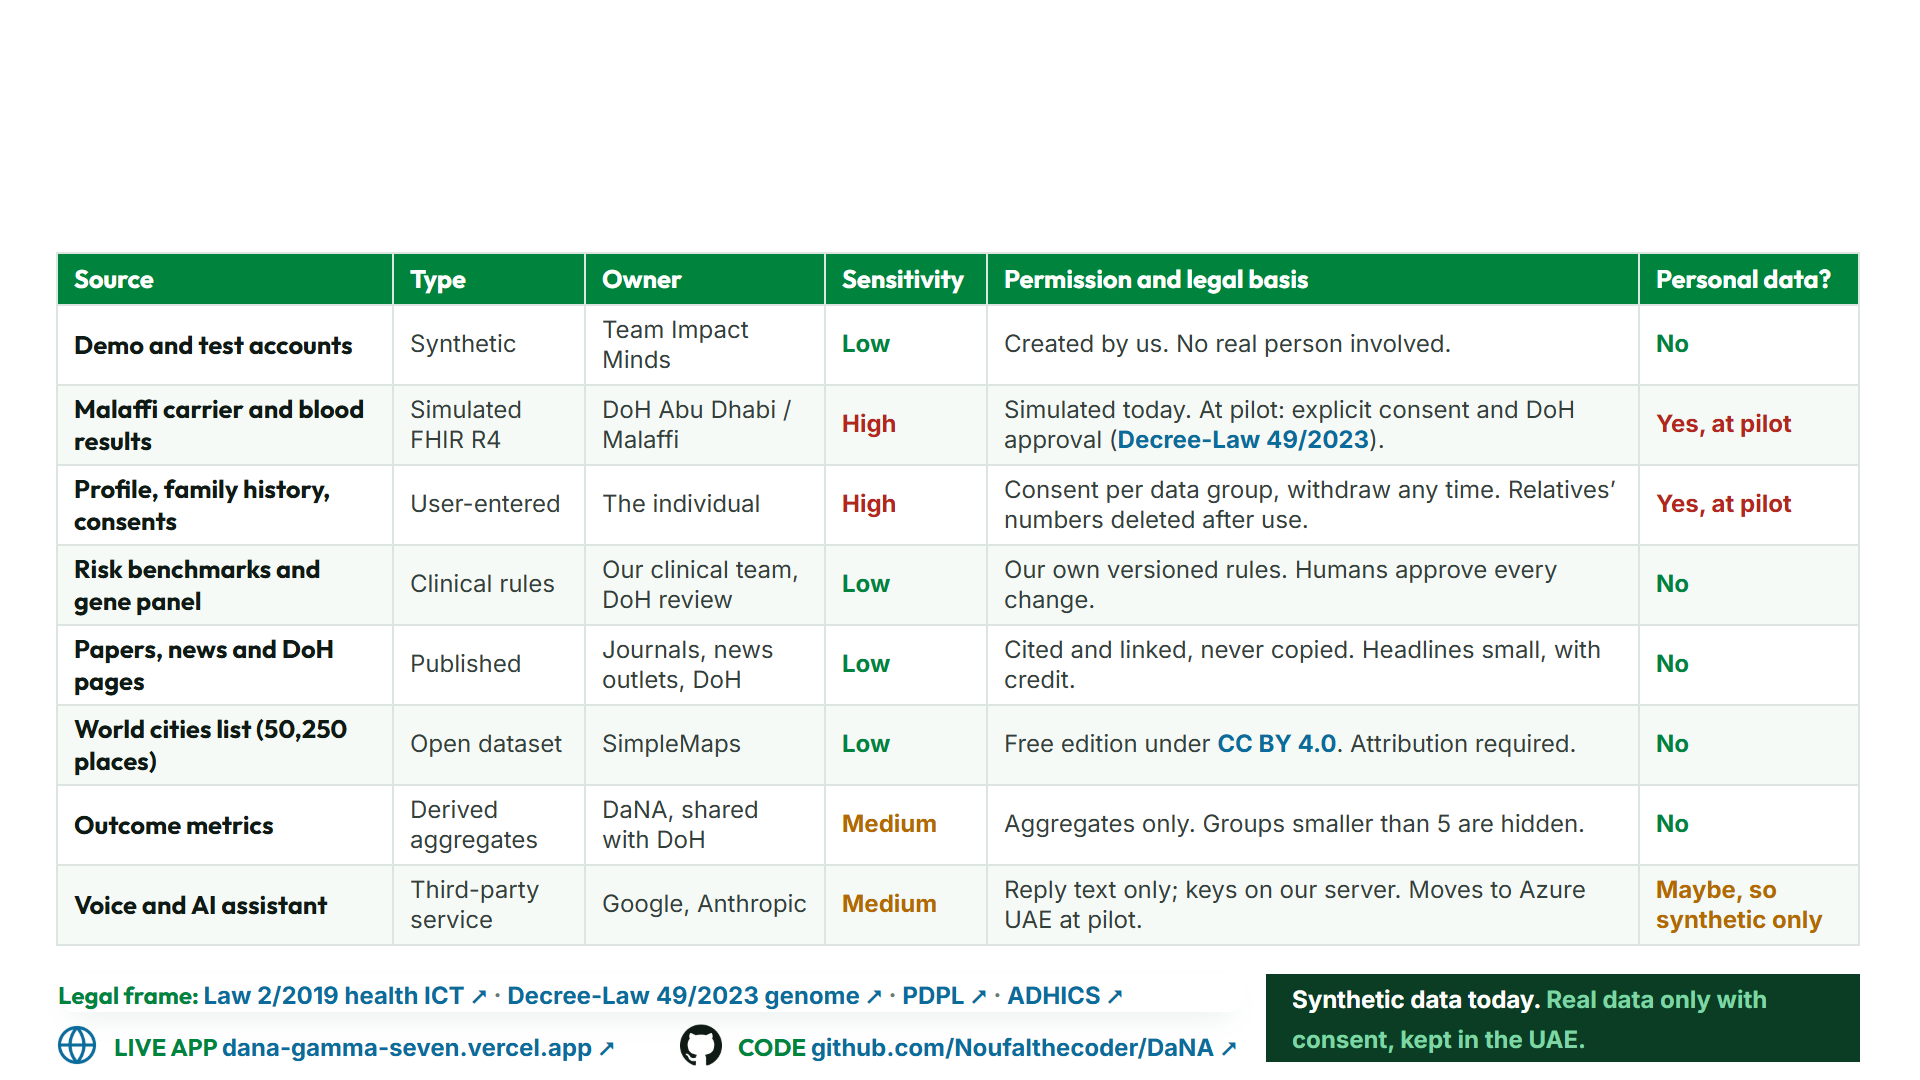 Source Type Owner Sensitivity Permission and legal basis Personal data?
Demo and test accounts Synthetic Team Impact Minds Low Created by us. No real person involved. No
Malaffi carrier and blood results Simulated FHIR R4 DoH Abu Dhabi / Malaffi High Simulated today. At pilot: explicit consent and DoH approval (Decree-Law 49/2023). Yes, at pilot
Profile, family history, consents User-entered The individual High Consent per data group, withdraw any time. Relatives’ numbers deleted after use. Yes, at pilot
Risk benchmarks and gene panel Clinical rules Our clinical team, DoH review Low Our own versioned rules. Humans approve every change. No
Papers, news and DoH pages Published Journals, news outlets, DoH Low Cited and linked, never copied. Headlines small, with credit. No
World cities list (50,250 places) Open dataset SimpleMaps Low Free edition under CC BY 4.0. Attribution required. No
Outcome metrics Derived aggregates DaNA, shared with DoH Medium Aggregates only. Groups smaller than 5 are hidden. No
Voice and AI assistant Third-party service Google, Anthropic Medium Reply text only; keys on our server. Moves to Azure UAE at pilot. Maybe, so synthetic only
Legal frame: Law 2/2019 health ICT ↗ · Decree-Law 49/2023 genome ↗ · PDPL ↗ · ADHICS ↗
LIVE APP dana-gamma-seven.vercel.app ↗ CODE github.com/Noufalthecoder/DaNA ↗
Synthetic data today. Real data only with
consent, kept in the UAE.